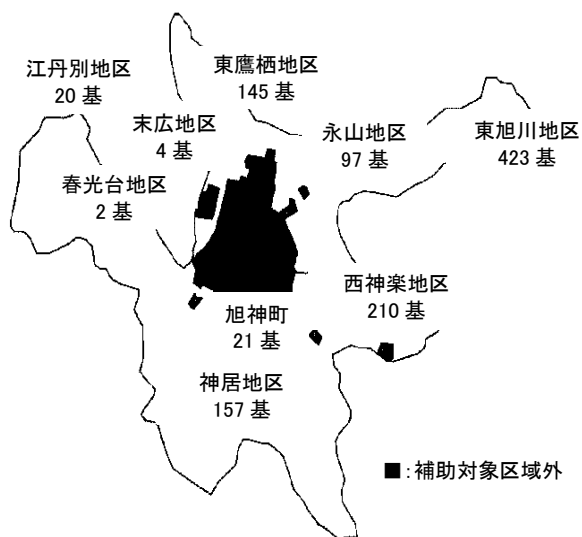 東鷹栖地区
145 基
江丹別地区
20 基
末広地区
4 基
永山地区
97 基
東旭川地区
423 基
春光台地区
2 基
西神楽地区
210 基
旭神町
21 基
神居地区
157 基
■:補助対象区域外